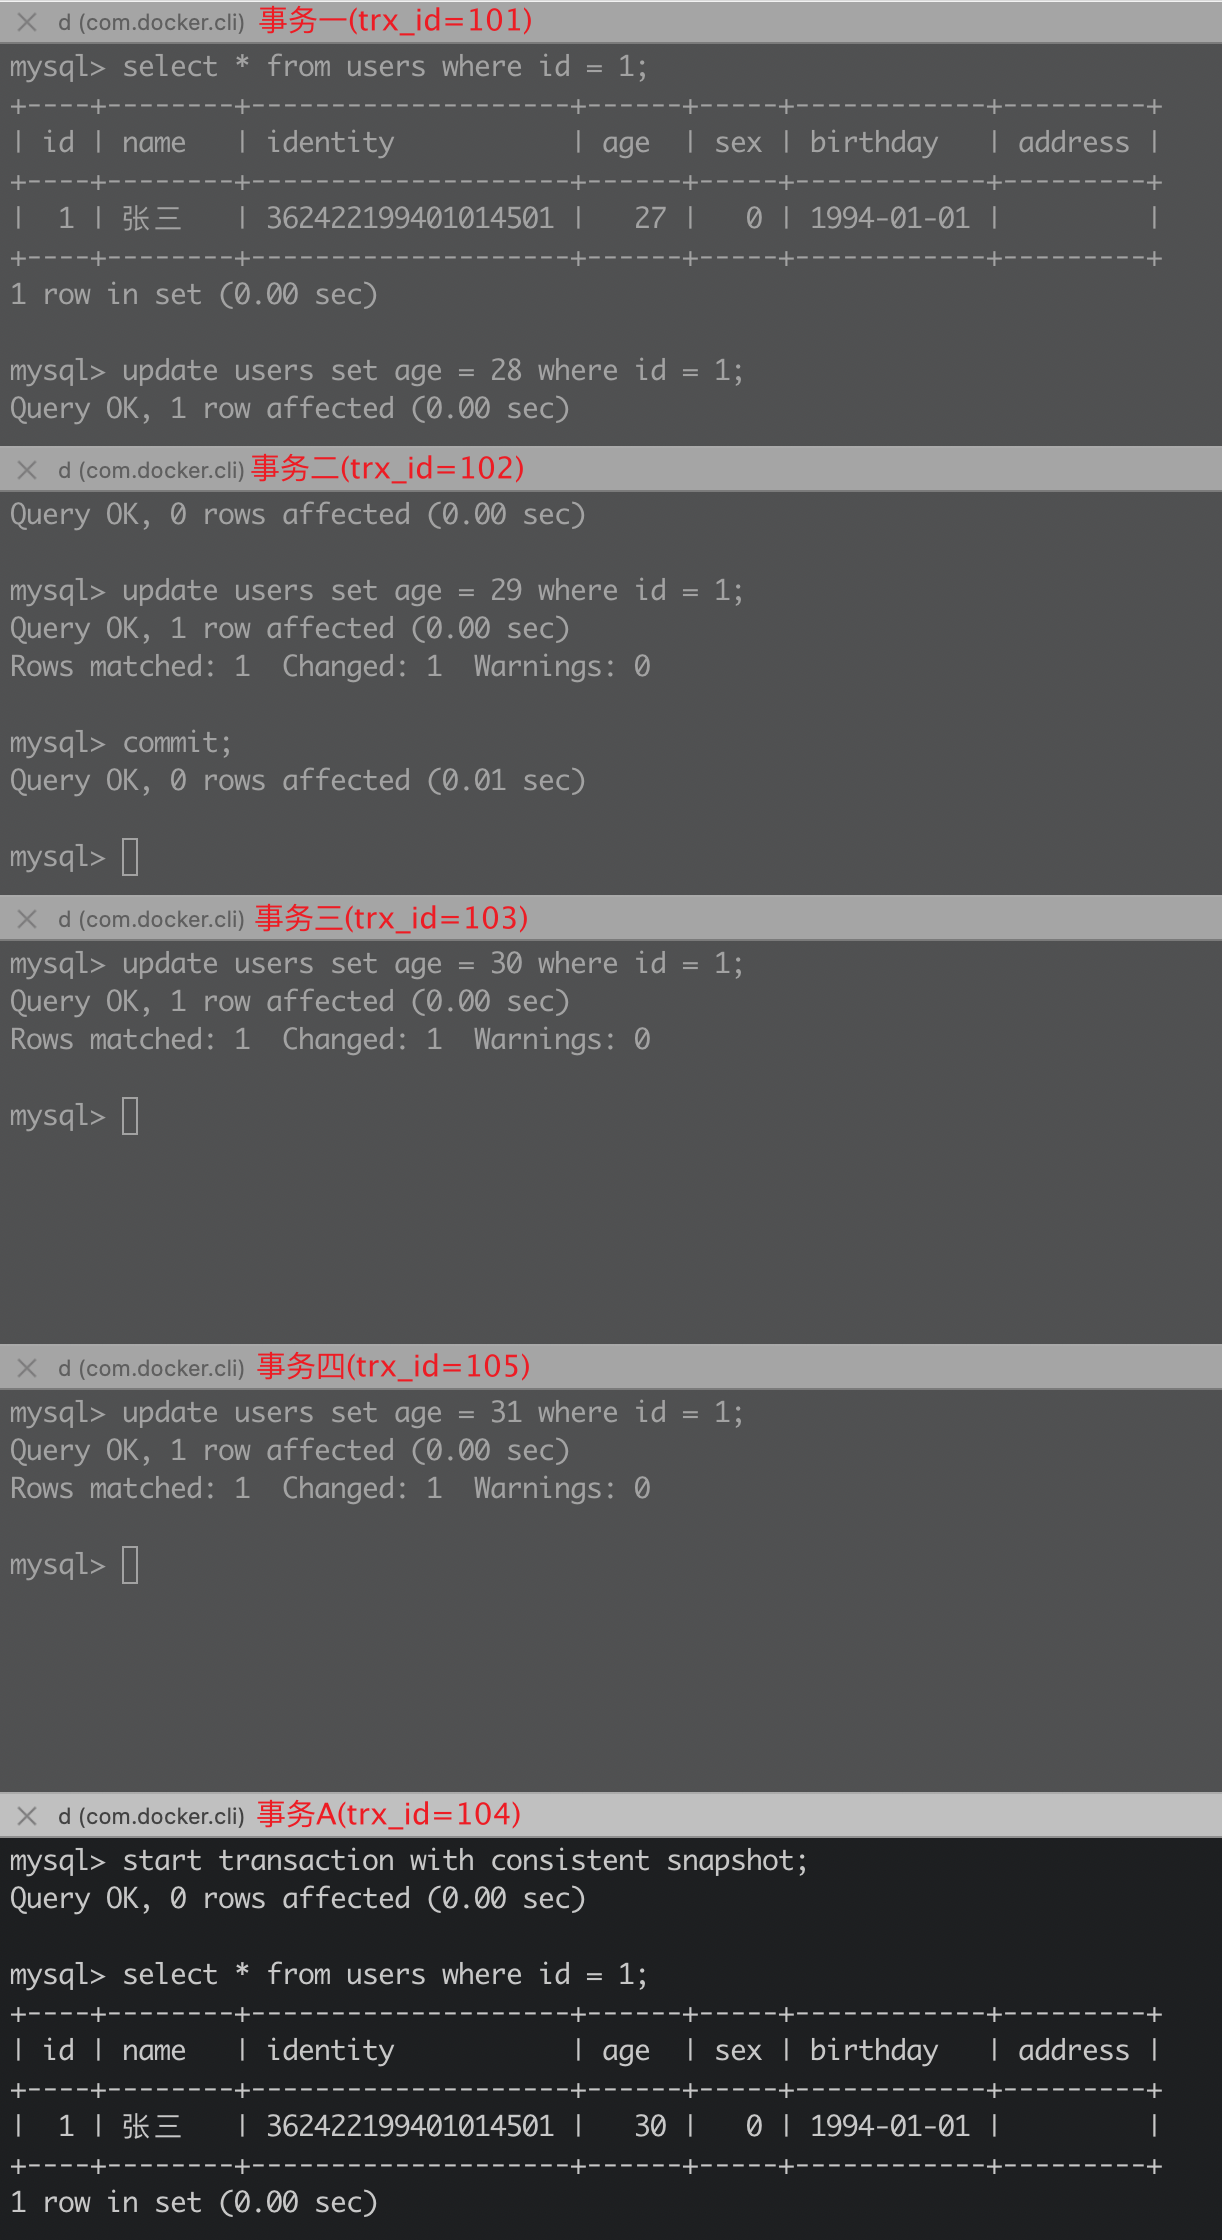 d (com.docker.cli) 事务一(trx_id=101)
mysql> select * from users where id = 1;
+----+--------+--------------------+------+-----+------------+---------+
| id | name   | identity           | age  | sex | birthday   | address |
+----+--------+--------------------+------+-----+------------+---------+
|  1 | 张三   | 362422199401014501 |   27 |   0 | 1994-01-01 |         |
+----+--------+--------------------+------+-----+------------+---------+
1 row in set (0.00 sec)
mysql> update users set age = 28 where id = 1;
Query OK, 1 row affected (0.00 sec)
d (com.docker.cli) 事务二(trx_id=102)
Query OK, 0 rows affected (0.00 sec)
mysql> update users set age = 29 where id = 1;
Query OK, 1 row affected (0.00 sec)
Rows matched: 1  Changed: 1  Warnings: 0
mysql> commit;
Query OK, 0 rows affected (0.01 sec)
mysql>
d (com.docker.cli) 事务三(trx_id=103)
mysql> update users set age = 30 where id = 1;
Query OK, 1 row affected (0.00 sec)
Rows matched: 1  Changed: 1  Warnings: 0
mysql>
d (com.docker.cli) 事务四(trx_id=105)
mysql> update users set age = 31 where id = 1;
Query OK, 1 row affected (0.00 sec)
Rows matched: 1  Changed: 1  Warnings: 0
mysql>
d (com.docker.cli) 事务A(trx_id=104)
mysql> start transaction with consistent snapshot;
Query OK, 0 rows affected (0.00 sec)
mysql> select * from users where id = 1;
+----+--------+--------------------+------+-----+------------+---------+
| id | name   | identity           | age  | sex | birthday   | address |
+----+--------+--------------------+------+-----+------------+---------+
|  1 | 张三   | 362422199401014501 |   30 |   0 | 1994-01-01 |         |
+----+--------+--------------------+------+-----+------------+---------+
1 row in set (0.00 sec)